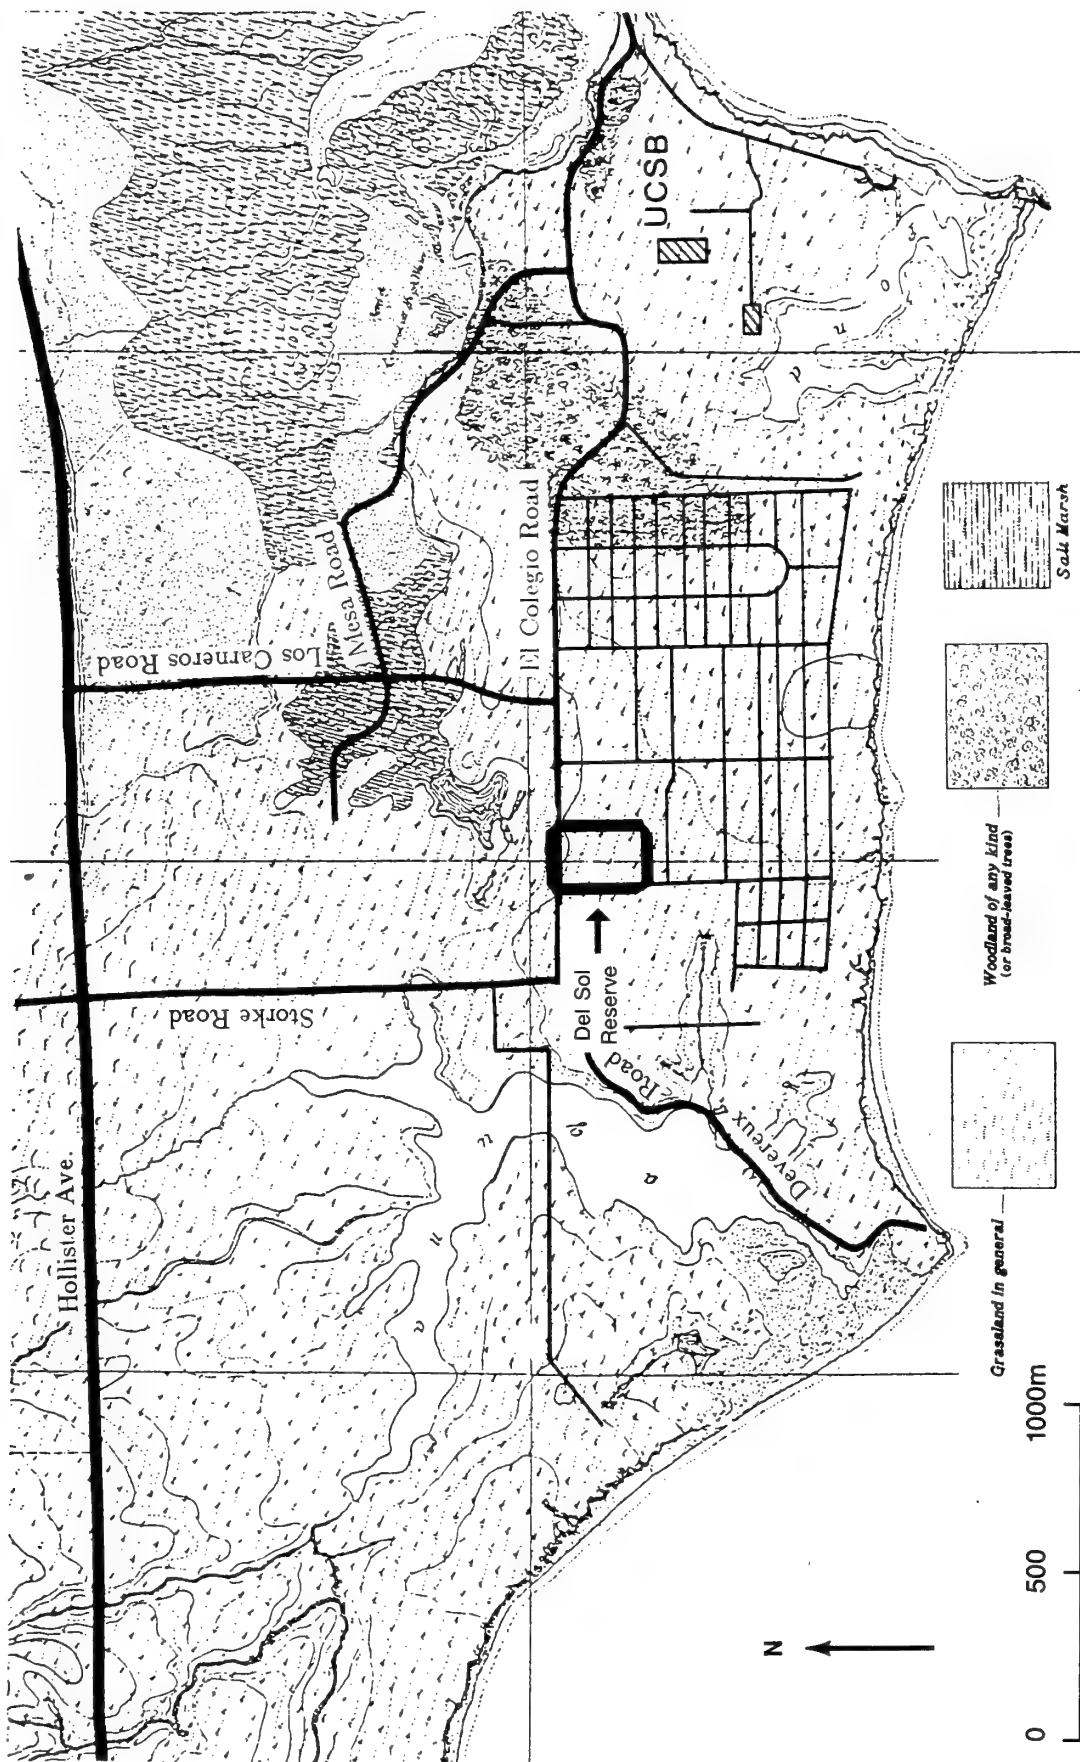 Hollister Ave.
Storke Road
Los Carneros Road
Mesa Road
El Colegio Road
UCSB
Del Sol
Reserve
Devereux Road
N
0
500
1000m
Grassland in general
Woodland of any kind
(or broad-leaved trees)
Salt Marsh